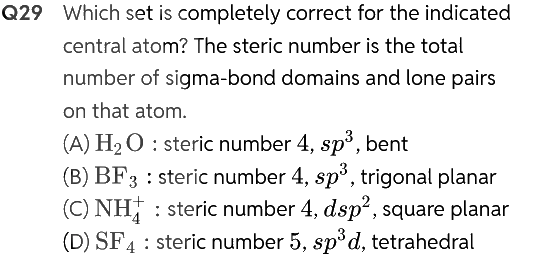 Q29 Which set is completely correct for the indicated
central atom? The steric number is the total
number of sigma-bond domains and lone pairs
on that atom.
(A) H₂O : steric number 4, sp³, bent
(B) BF₃ : steric number 4, sp³, trigonal planar
(C) NH₄⁺ : steric number 4, dsp², square planar
(D) SF₄ : steric number 5, sp³d, tetrahedral